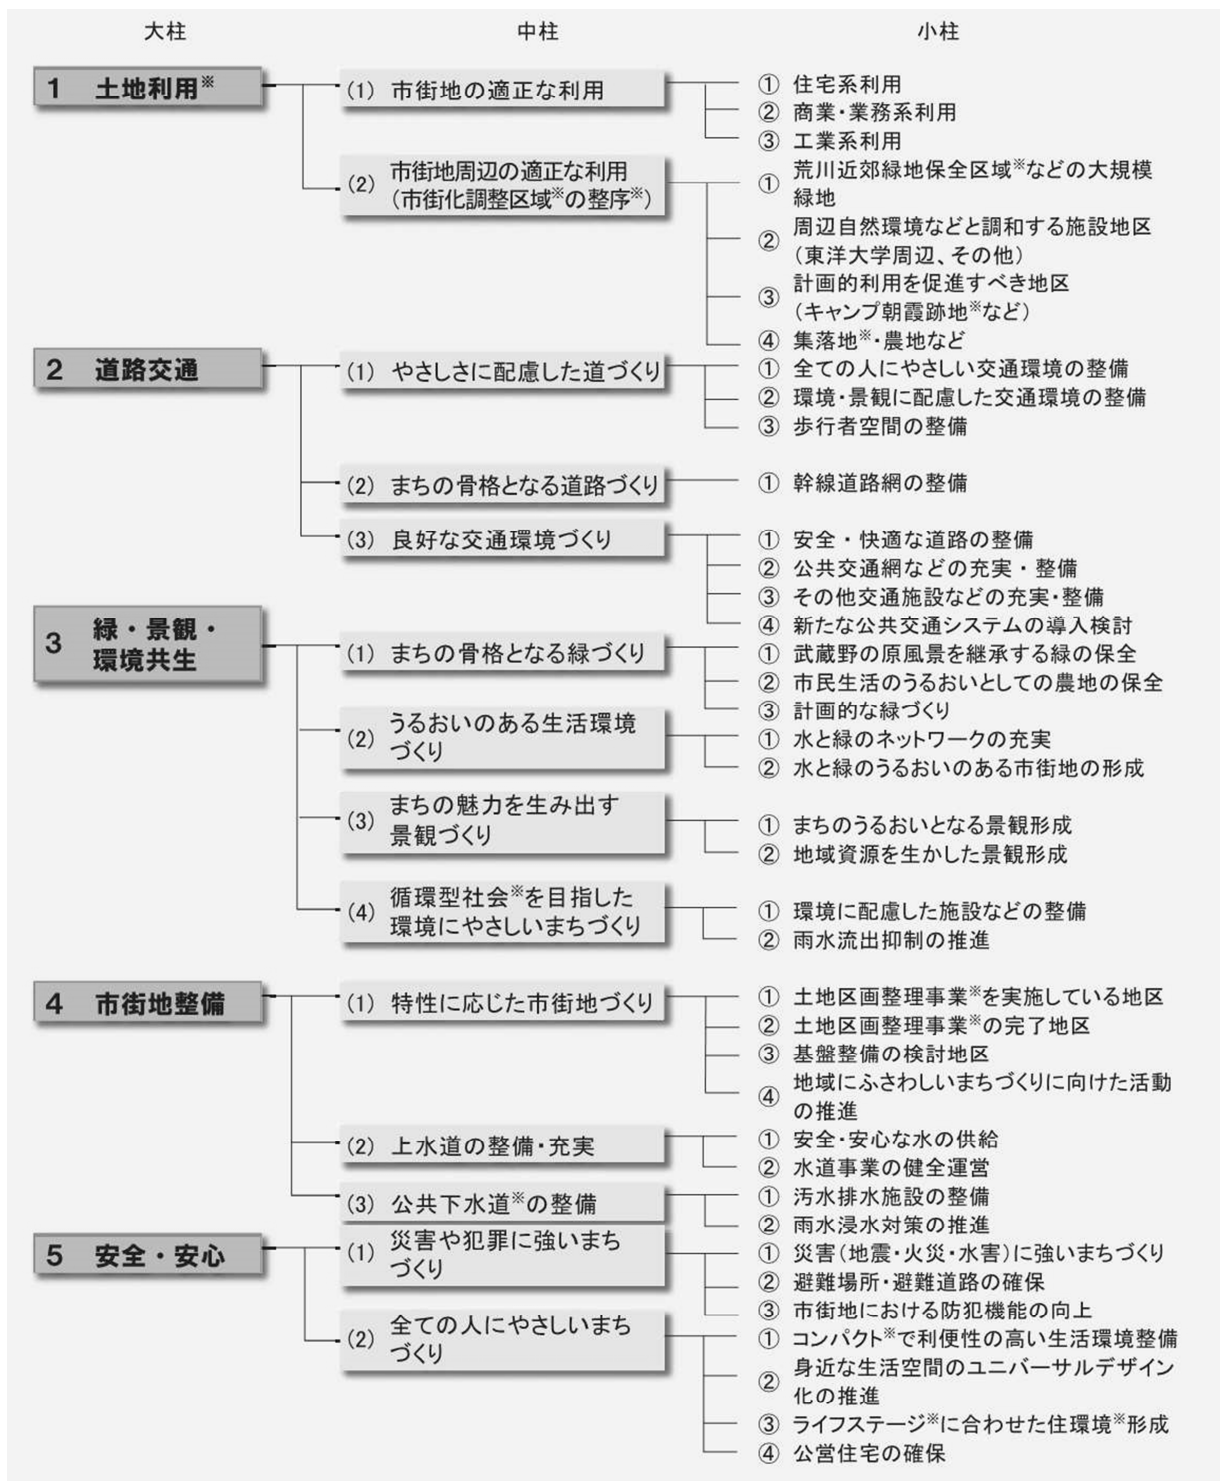 大柱 中柱 小柱
1 土地利用※
(1) 市街地の適正な利用
① 住宅系利用
② 商業・業務系利用
③ 工業系利用
(2) 市街地周辺の適正な利用
(市街化調整区域※の整序※)
① 荒川近郊緑地保全区域※などの大規模
緑地
② 周辺自然環境などと調和する施設地区
(東洋大学周辺、その他)
③ 計画的利用を促進すべき地区
(キャンプ朝霞跡地※など)
④ 集落地※・農地など
2 道路交通
(1) やさしさに配慮した道づくり
① 全ての人にやさしい交通環境の整備
② 環境・景観に配慮した交通環境の整備
③ 歩行者空間の整備
(2) まちの骨格となる道路づくり
① 幹線道路網の整備
(3) 良好な交通環境づくり
① 安全・快適な道路の整備
② 公共交通網などの充実・整備
③ その他交通施設などの充実・整備
④ 新たな公共交通システムの導入検討
3 緑・景観・
環境共生
(1) まちの骨格となる緑づくり
① 武蔵野の原風景を継承する緑の保全
② 市民生活のうるおいとしての農地の保全
③ 計画的な緑づくり
(2) うるおいのある生活環境
づくり
① 水と緑のネットワークの充実
② 水と緑のうるおいのある市街地の形成
(3) まちの魅力を生み出す
景観づくり
① まちのうるおいとなる景観形成
② 地域資源を生かした景観形成
(4) 循環型社会※を目指した
環境にやさしいまちづくり
① 環境に配慮した施設などの整備
② 雨水流出抑制の推進
4 市街地整備
(1) 特性に応じた市街地づくり
① 土地区画整理事業※を実施している地区
② 土地区画整理事業※の完了地区
③ 基盤整備の検討地区
④ 地域にふさわしいまちづくりに向けた活動
の推進
(2) 上水道の整備・充実
① 安全・安心な水の供給
② 水道事業の健全運営
(3) 公共下水道※の整備
① 汚水排水施設の整備
② 雨水浸水対策の推進
5 安全・安心
(1) 災害や犯罪に強いまち
づくり
① 災害(地震・火災・水害)に強いまちづくり
② 避難場所・避難道路の確保
③ 市街地における防犯機能の向上
(2) 全ての人にやさしいまち
づくり
① コンパクト※で利便性の高い生活環境整備
② 身近な生活空間のユニバーサルデザイン
化の推進
③ ライフステージ※に合わせた住環境※形成
④ 公営住宅の確保